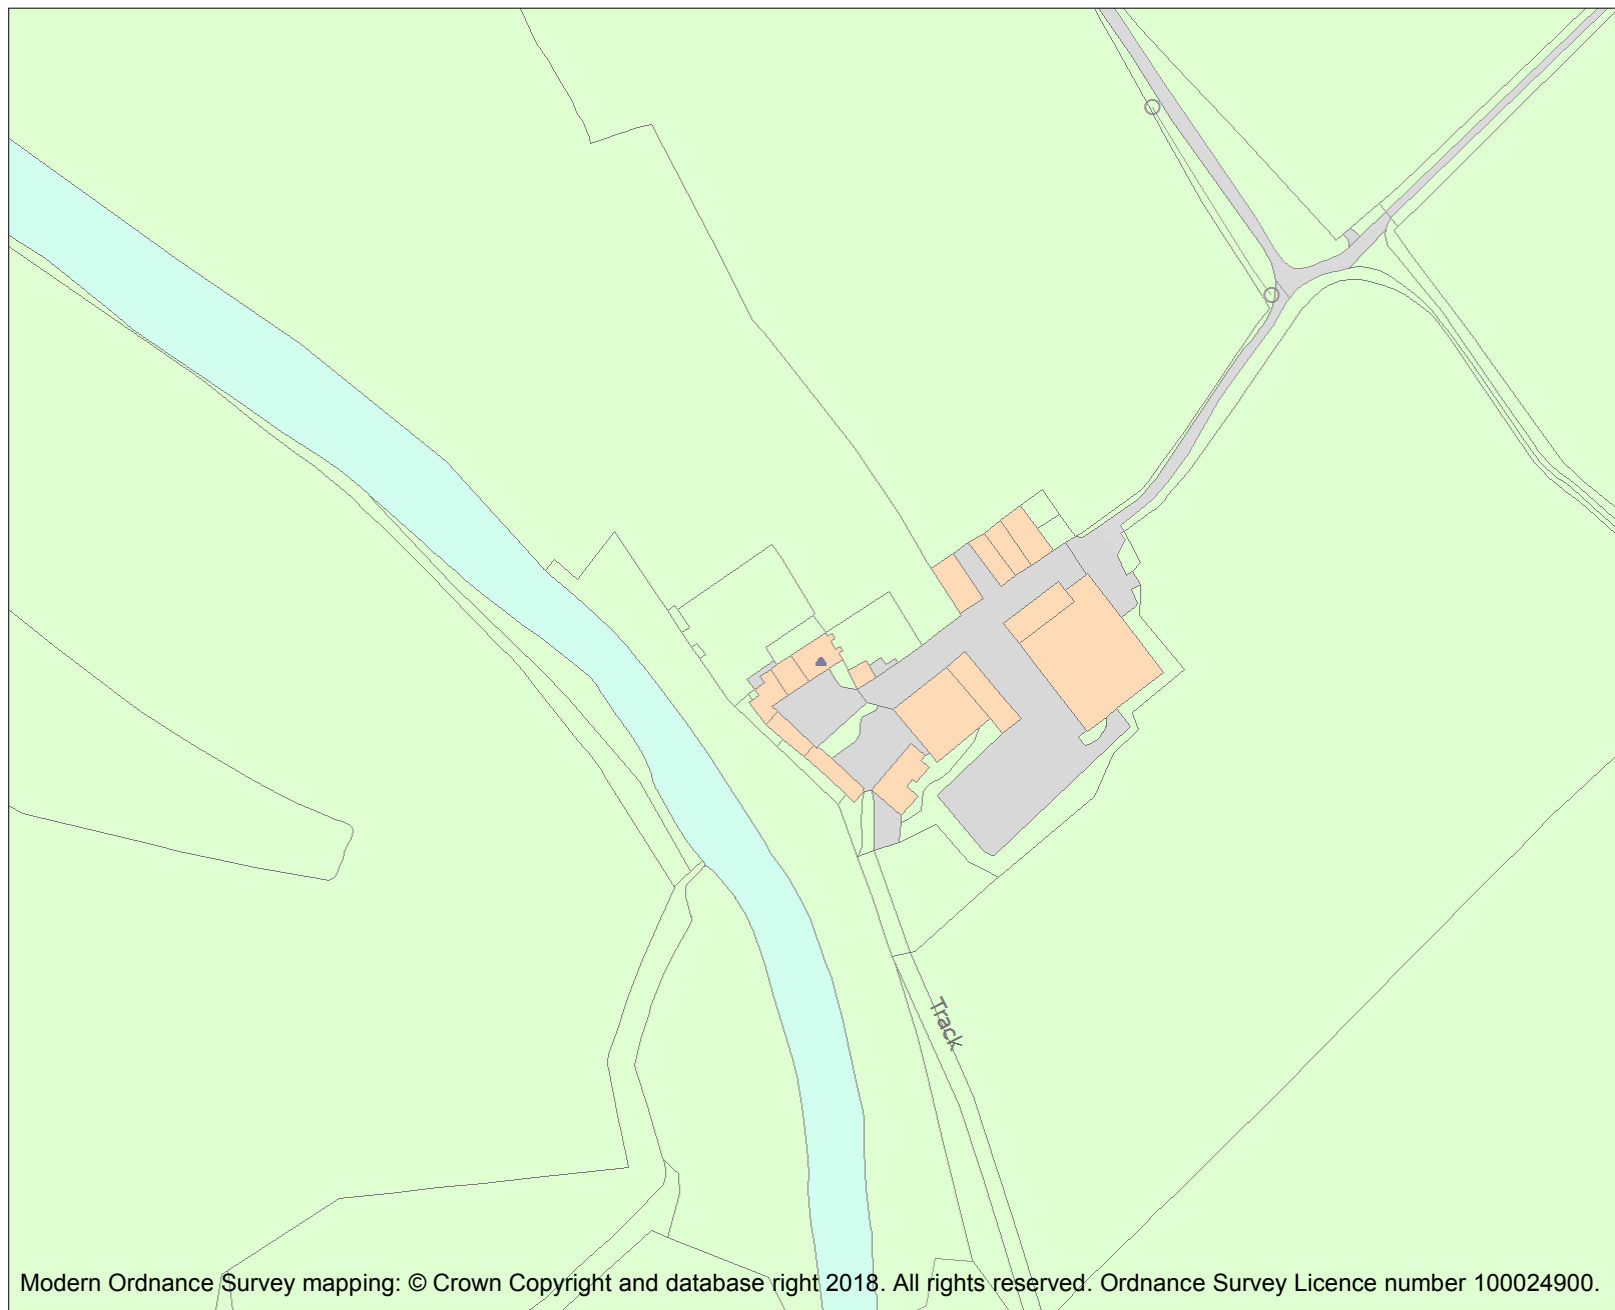 Track
Modern Ordnance Survey mapping: © Crown Copyright and database right 2018. All rights reserved. Ordnance Survey Licence number 100024900.